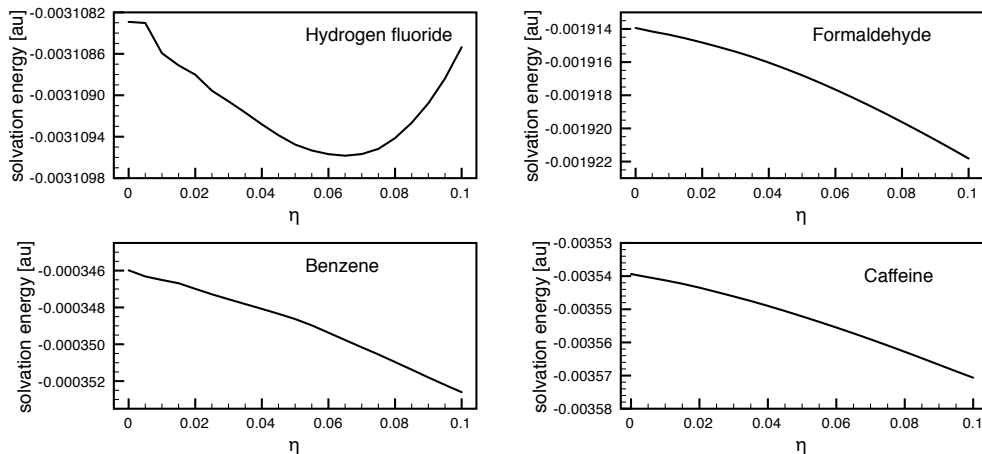 Hydrogen fluoride
solvation energy [au]
-0.0031082
-0.0031086
-0.0031090
-0.0031094
-0.0031098
0 0.02 0.04 0.06 0.08 0.1
η
Formaldehyde
solvation energy [au]
-0.001914
-0.001916
-0.001918
-0.001920
-0.001922
0 0.02 0.04 0.06 0.08 0.1
η
Benzene
solvation energy [au]
-0.000346
-0.000348
-0.000350
-0.000352
0 0.02 0.04 0.06 0.08 0.1
η
Caffeine
solvation energy [au]
-0.00353
-0.00354
-0.00355
-0.00356
-0.00357
-0.00358
0 0.02 0.04 0.06 0.08 0.1
η